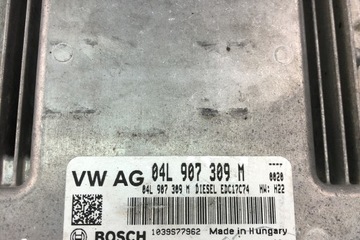 VW AG 04L 907 309 M 0020
04L 907 309 M DIESEL EDC17C74 HW: H22
BOSCH 1039S77962 Made in Hungary